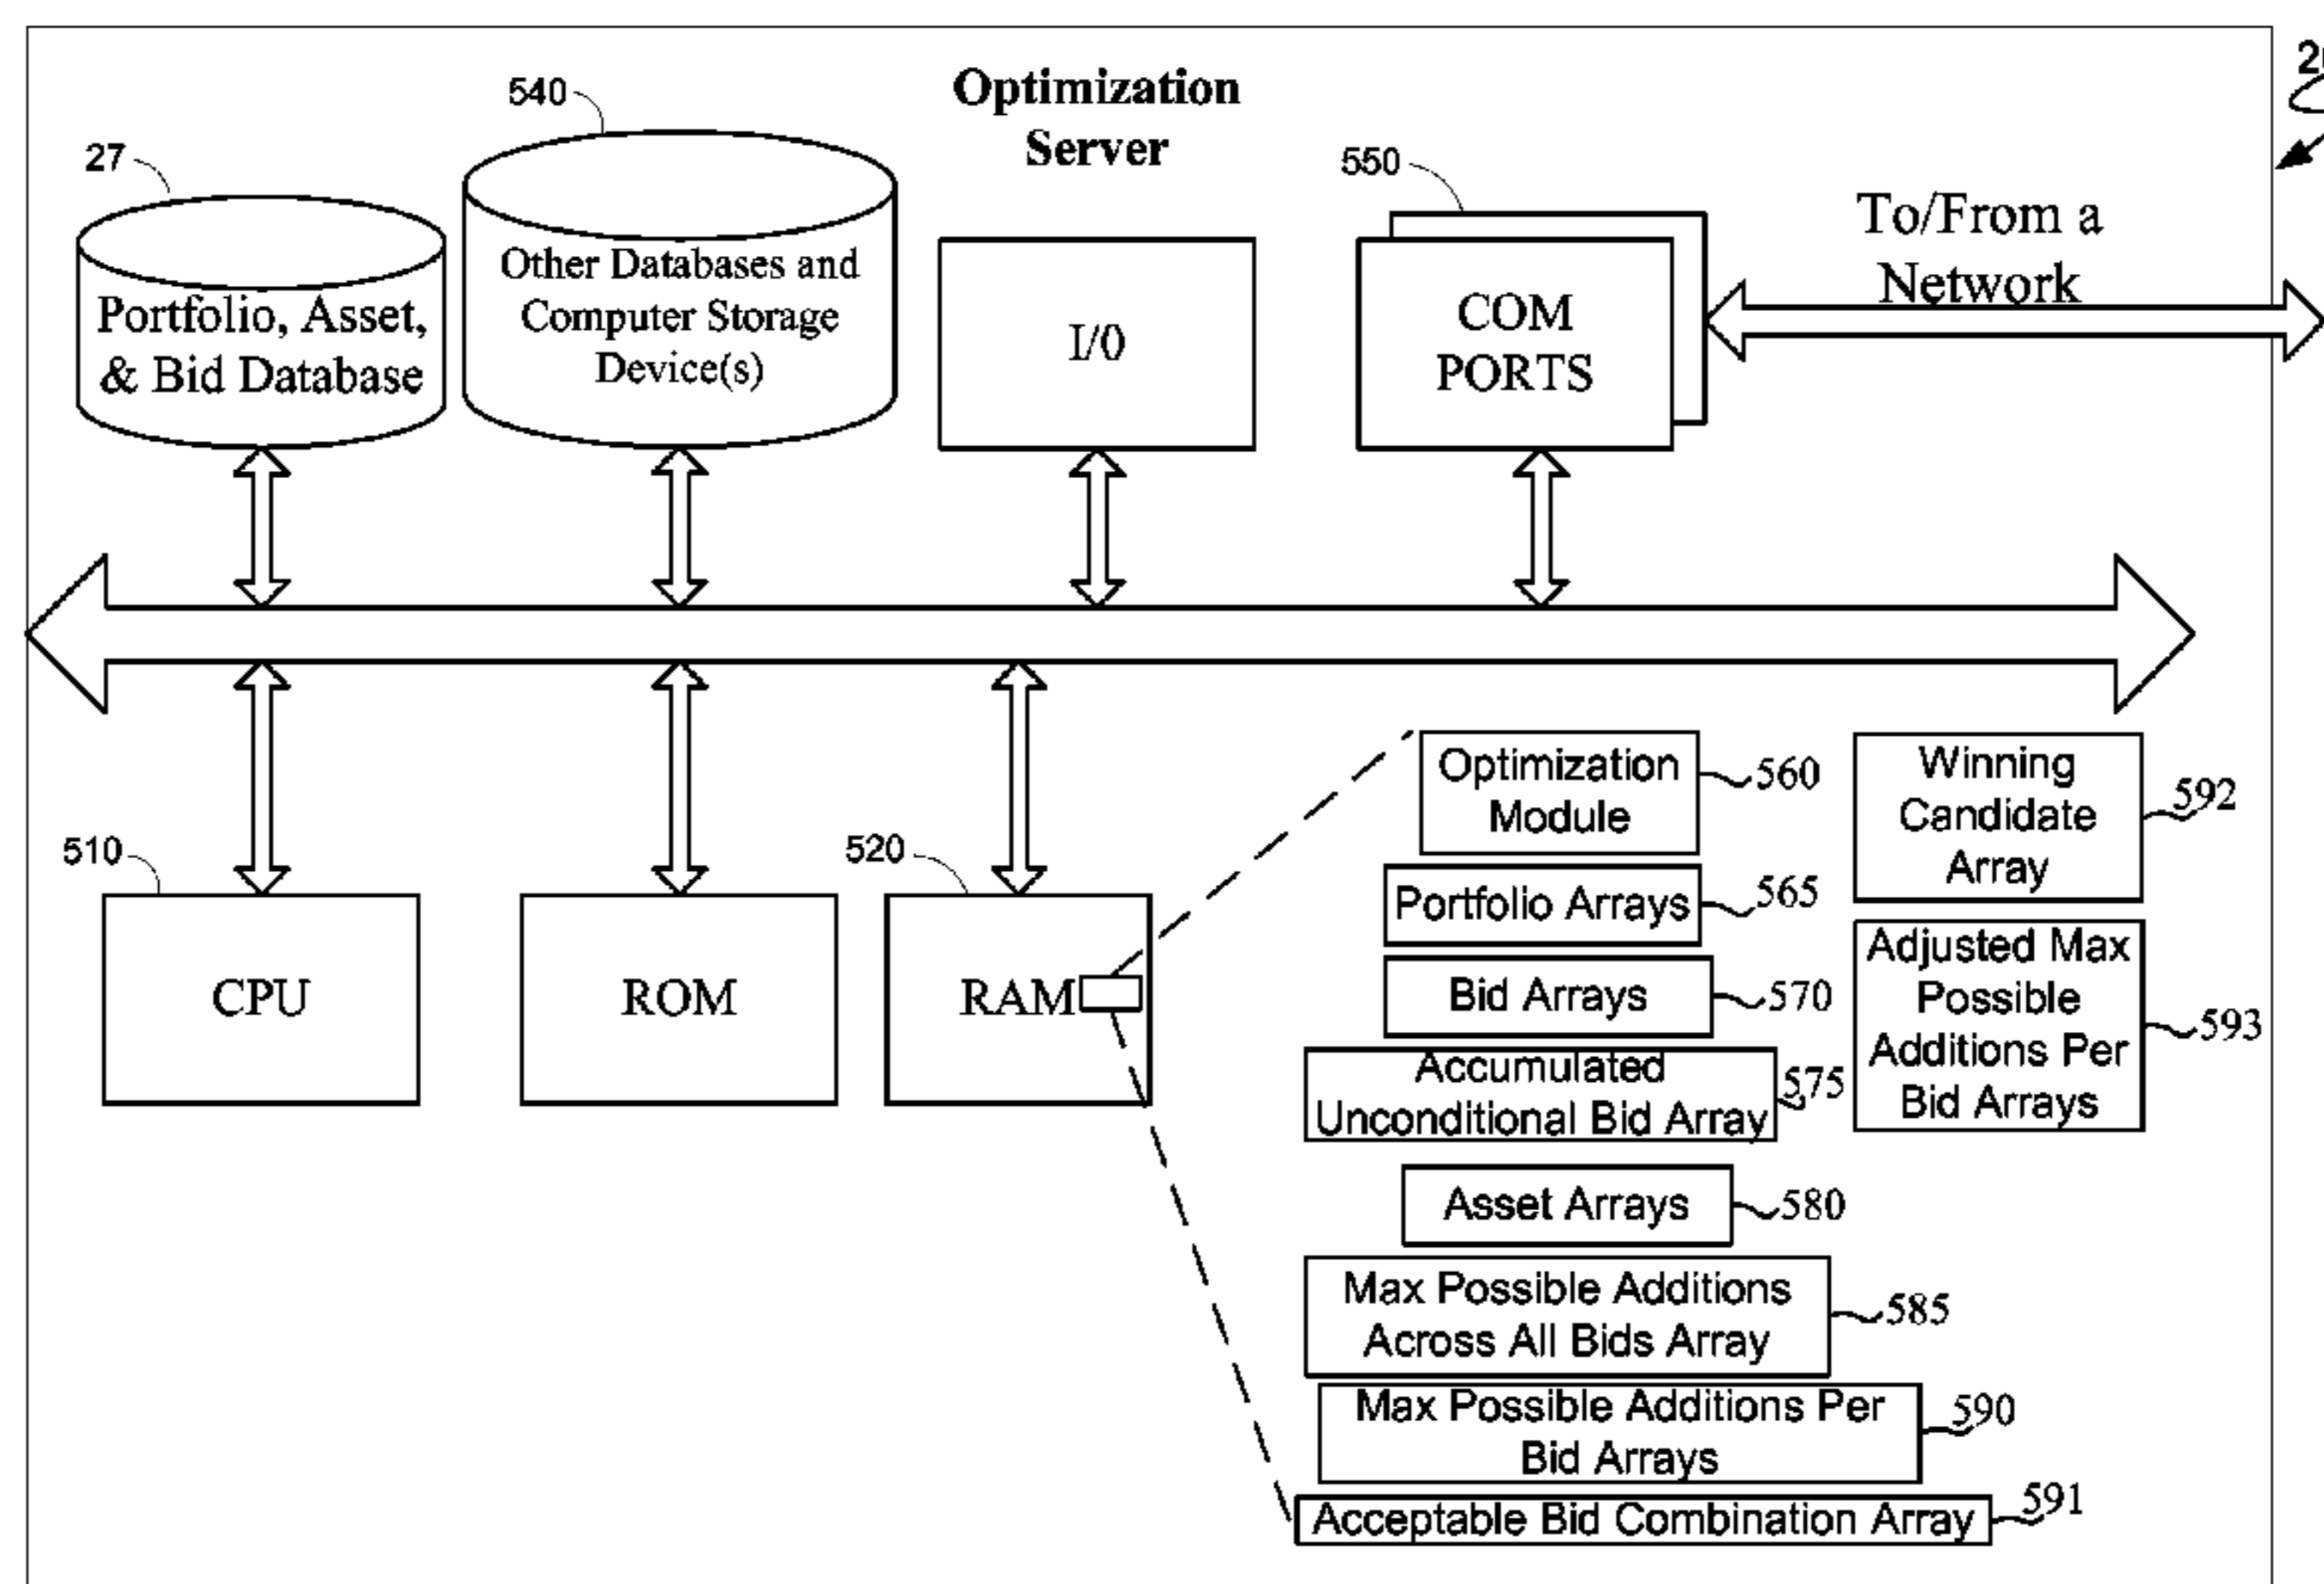 Optimization
Server
20
540
27
550
To/From a
Network
Portfolio, Asset,
& Bid Database
Other Databases and
Computer Storage
Device(s)
I/0
COM
PORTS
510
520
CPU
ROM
RAM
Optimization
Module
560
Portfolio Arrays
565
Bid Arrays
570
Accumulated
Unconditional Bid Array
575
Asset Arrays
580
Max Possible Additions
Across All Bids Array
585
Max Possible Additions Per
Bid Arrays
590
Acceptable Bid Combination Array
591
Winning
Candidate
Array
592
Adjusted Max
Possible
Additions Per
Bid Arrays
593